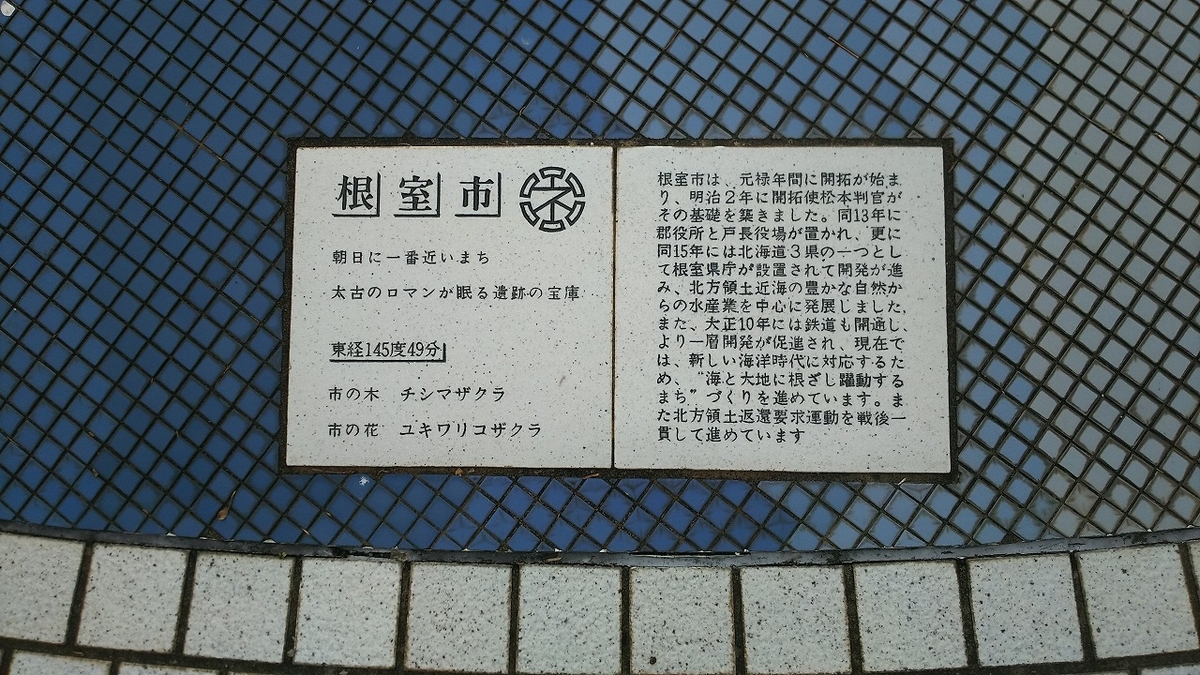 根室市
朝日に一番近いまち
太古のロマンが眠る遺跡の宝庫
東経145度49分
市の木 チシマザクラ
市の花 ユキワリコザクラ
根室市は、元禄年間に開拓が始ま
り、明治2年に開拓使松本判官が
その基礎を築きました。同13年に
郡役所と戸長役場が置かれ、更に
同15年には北海道3県の一つとし
て根室県庁が設置されて開発が進
み、北方領土近海の豊かな自然か
らの水産業を中心に発展しました。
また、大正10年には鉄道も開通し、
より一層開発が促進され、現在で
は、新しい海洋時代に対応するた
め、“海と大地に根ざし躍動する
まち”づくりを進めています。ま
た北方領土返還要求運動を戦後一
貫して進めています